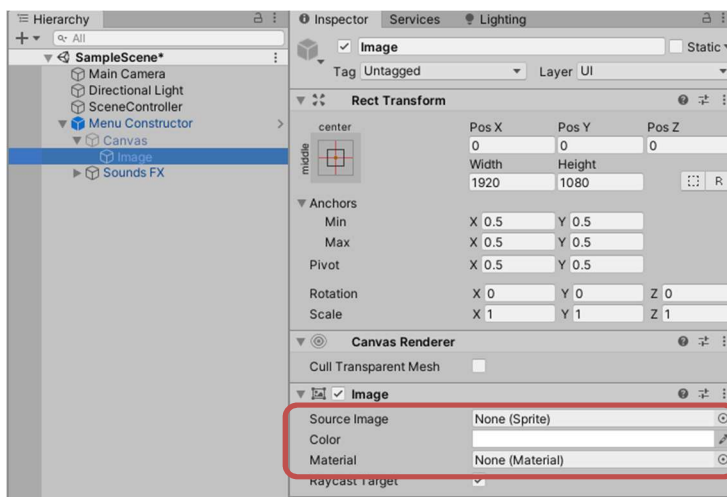 Hierarchy
All
SampleScene*
Main Camera
Directional Light
SceneController
Menu Constructor
Canvas
Image
Sounds FX
Inspector Services Lighting
Image Static
Tag Untagged Layer UI
Rect Transform
center Pos X Pos Y Pos Z
middle 0 0 0
Width Height
1920 1080 R
Anchors
Min X 0.5 Y 0.5
Max X 0.5 Y 0.5
Pivot X 0.5 Y 0.5
Rotation X 0 Y 0 Z 0
Scale X 1 Y 1 Z 1
Canvas Renderer
Cull Transparent Mesh
Image
Source Image None (Sprite)
Color
Material None (Material)
Raycast Target